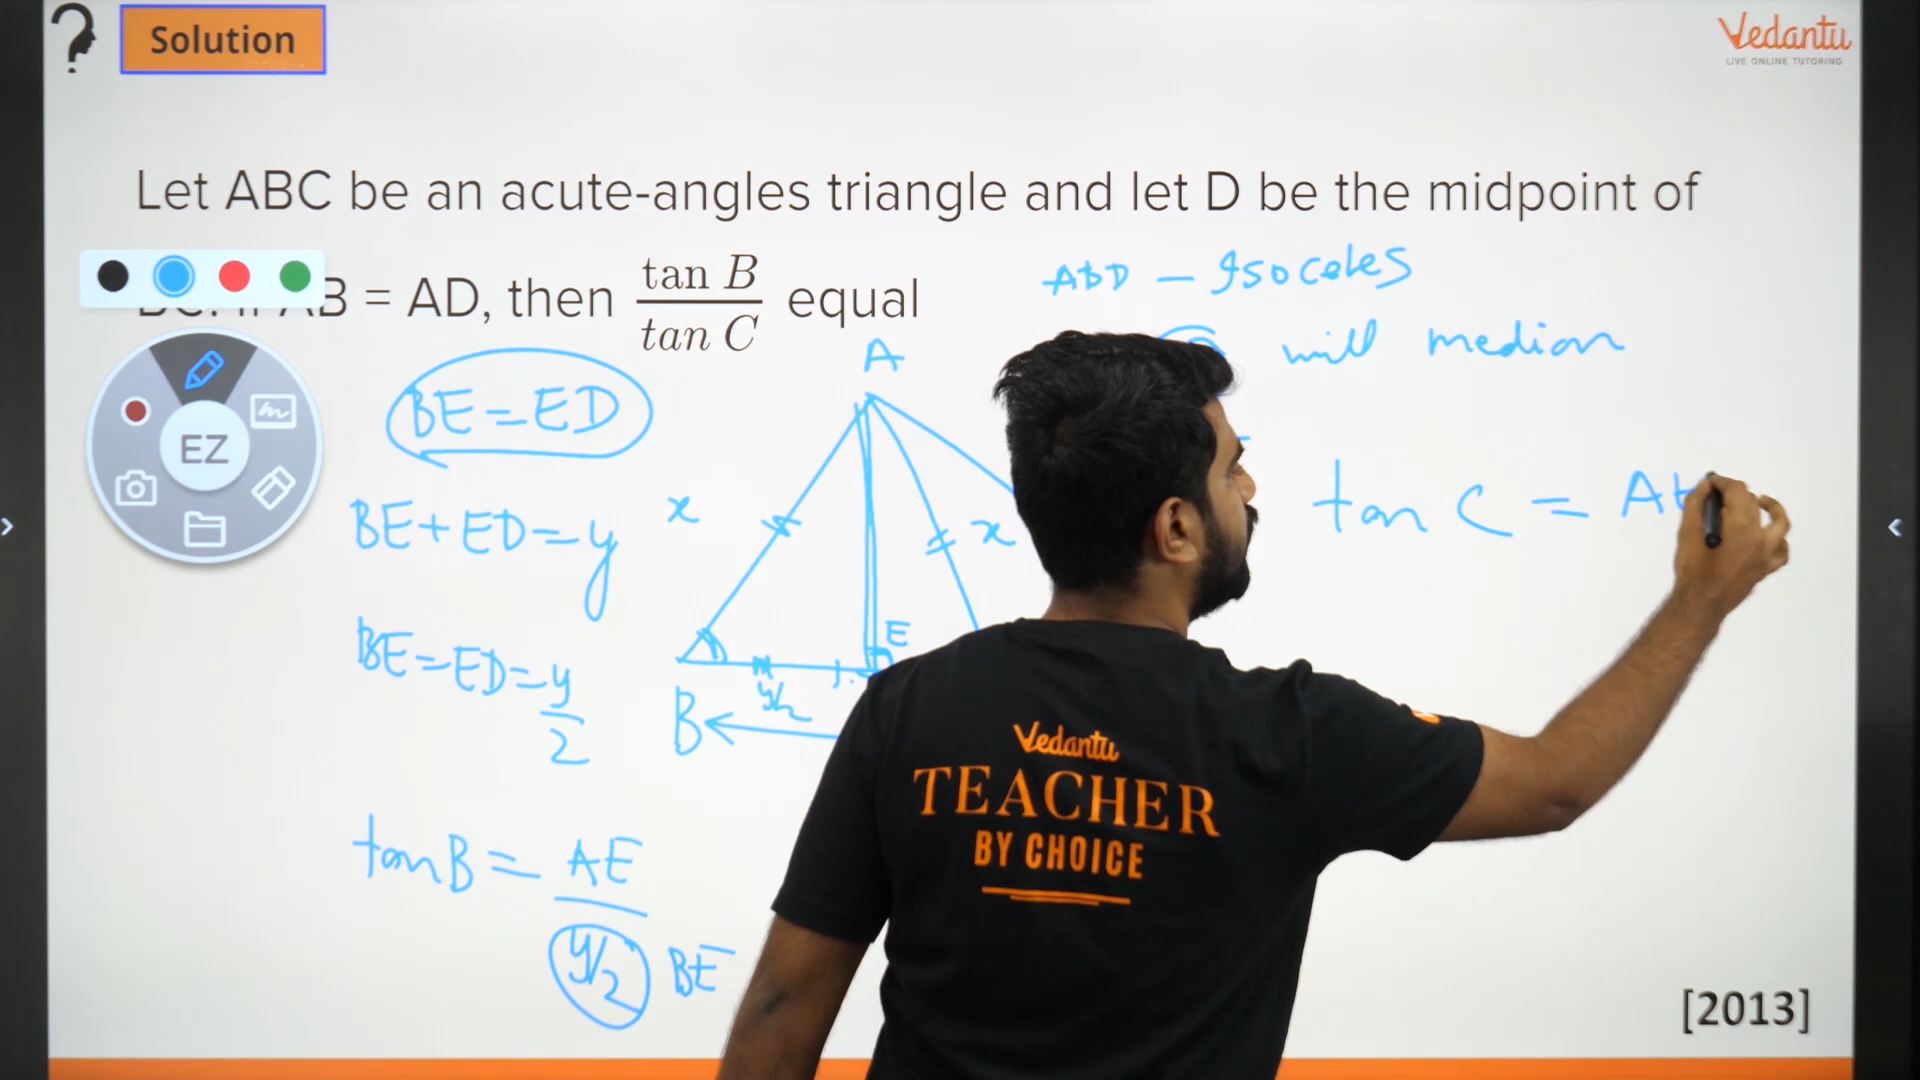 Solution
Vedantu
LIVE ONLINE TUTORING
Let ABC be an acute-angles triangle and let D be the midpoint of
B = AD, then tan B / tan C equal
ABD - Isoceles
will median
A
BE = ED
BE + ED = y
x
x
tan C = A
EZ
BE = ED = y/2
E
y/2
B
tan B = AE
y/2 BE
Vedantu
TEACHER
BY CHOICE
[2013]